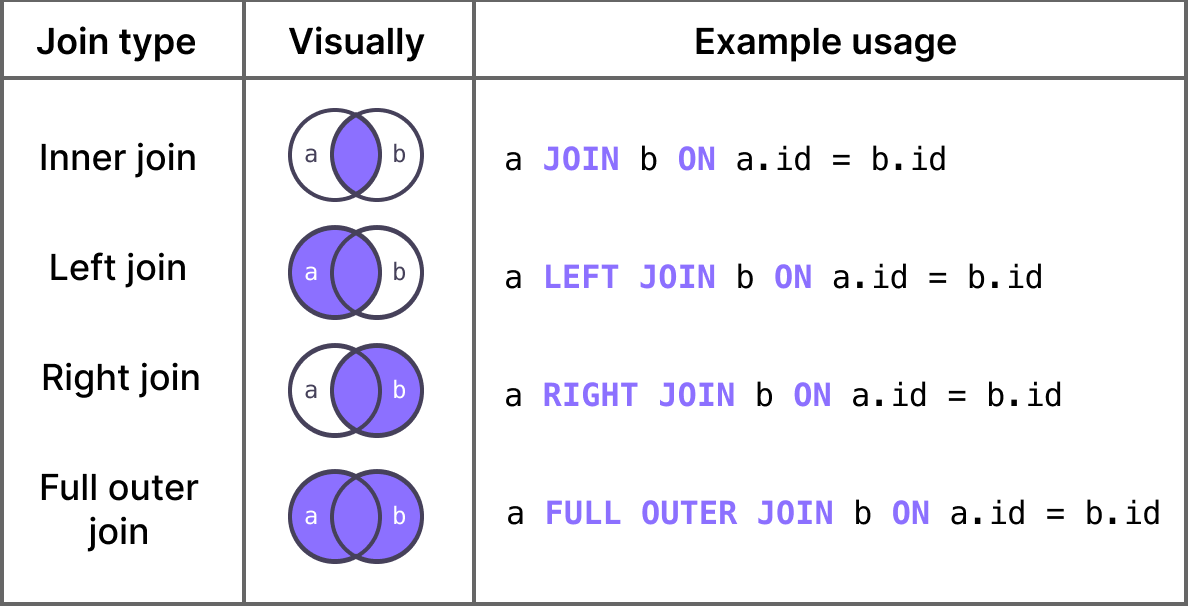 Join type Visually Example usage
Inner join a b a JOIN b ON a.id = b.id
Left join a b a LEFT JOIN b ON a.id = b.id
Right join a b a RIGHT JOIN b ON a.id = b.id
Full outer
join a b a FULL OUTER JOIN b ON a.id = b.id